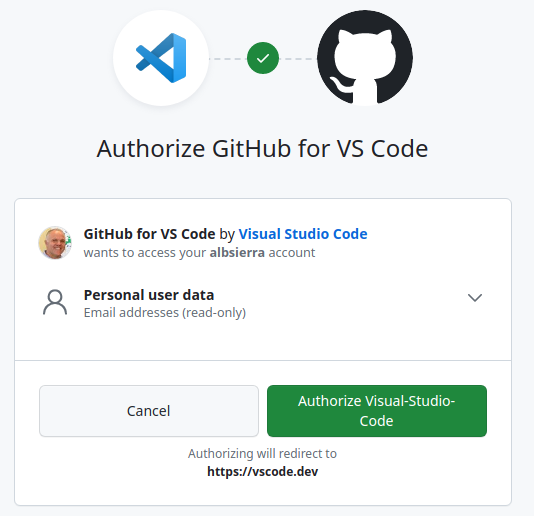 Authorize GitHub for VS Code
GitHub for VS Code by Visual Studio Code
wants to access your albsierra account
Personal user data
Email addresses (read-only)
Cancel
Authorize Visual-Studio-
Code
Authorizing will redirect to
https://vscode.dev